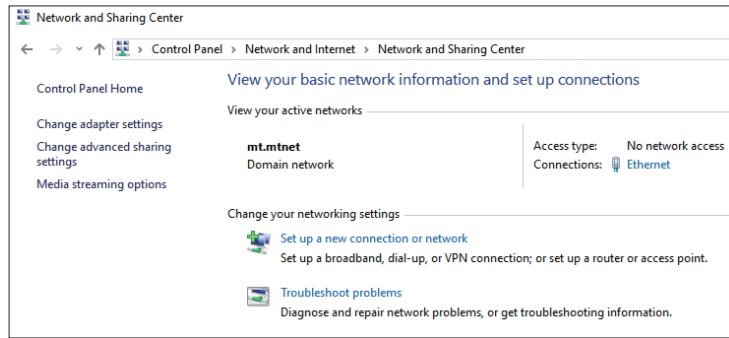 Network and Sharing Center
Control Panel > Network and Internet > Network and Sharing Center
Control Panel Home
Change adapter settings
Change advanced sharing
settings
Media streaming options
View your basic network information and set up connections
View your active networks
mt.mtnet
Domain network
Access type: No network access
Connections: Ethernet
Change your networking settings
Set up a new connection or network
Set up a broadband, dial-up, or VPN connection; or set up a router or access point.
Troubleshoot problems
Diagnose and repair network problems, or get troubleshooting information.